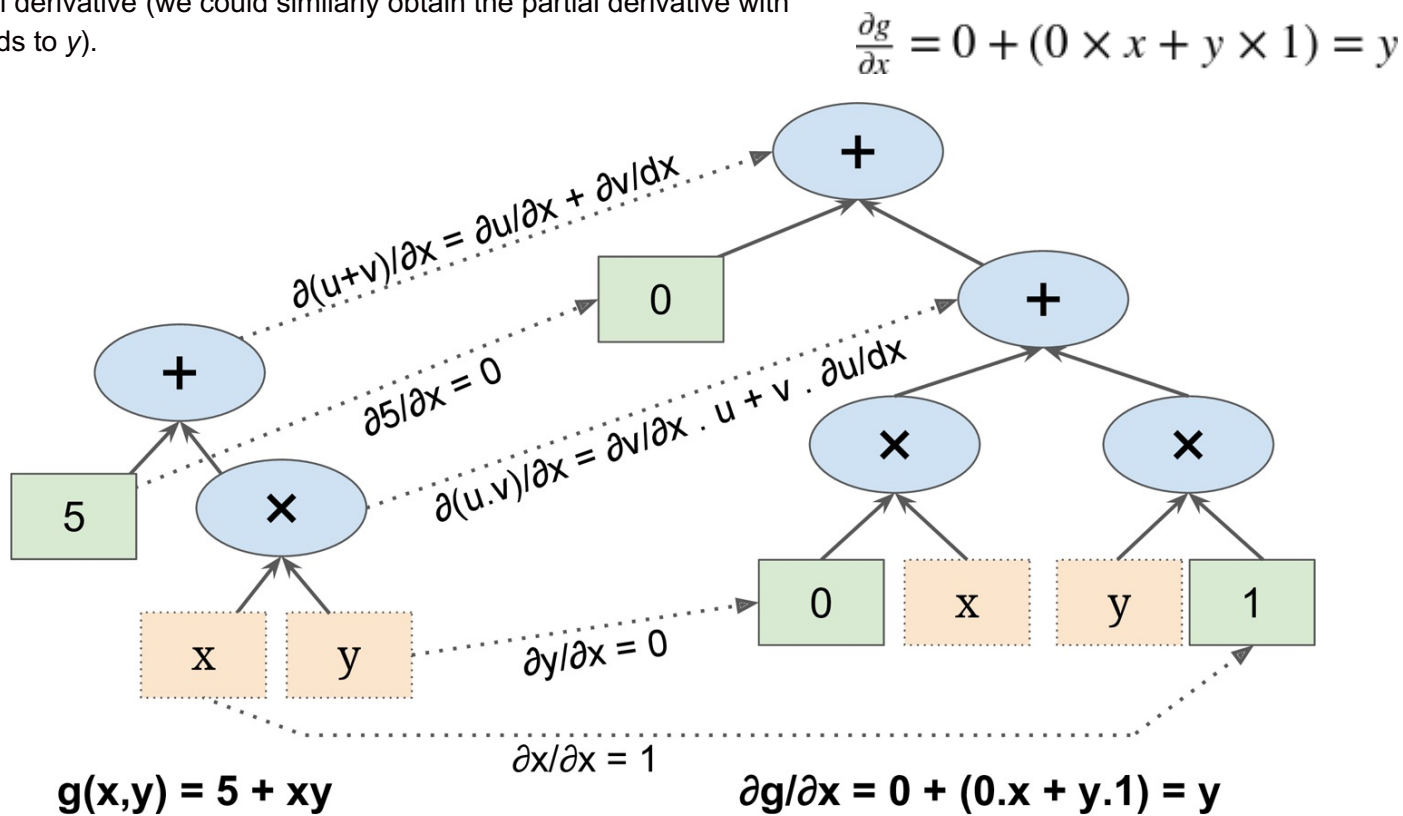 l derivative (we could similarly obtain the partial derivative with
ds to y).
∂g/∂x = 0 + (0 × x + y × 1) = y
+
∂(u+v)/∂x = ∂u/∂x + ∂v/dx
0
+
+
∂5/∂x = 0
∂(u.v)/∂x = ∂v/∂x . u + v . ∂u/dx
×
×
5
×
0
x
y
1
x
y
∂y/∂x = 0
∂x/∂x = 1
g(x,y) = 5 + xy
∂g/∂x = 0 + (0.x + y.1) = y